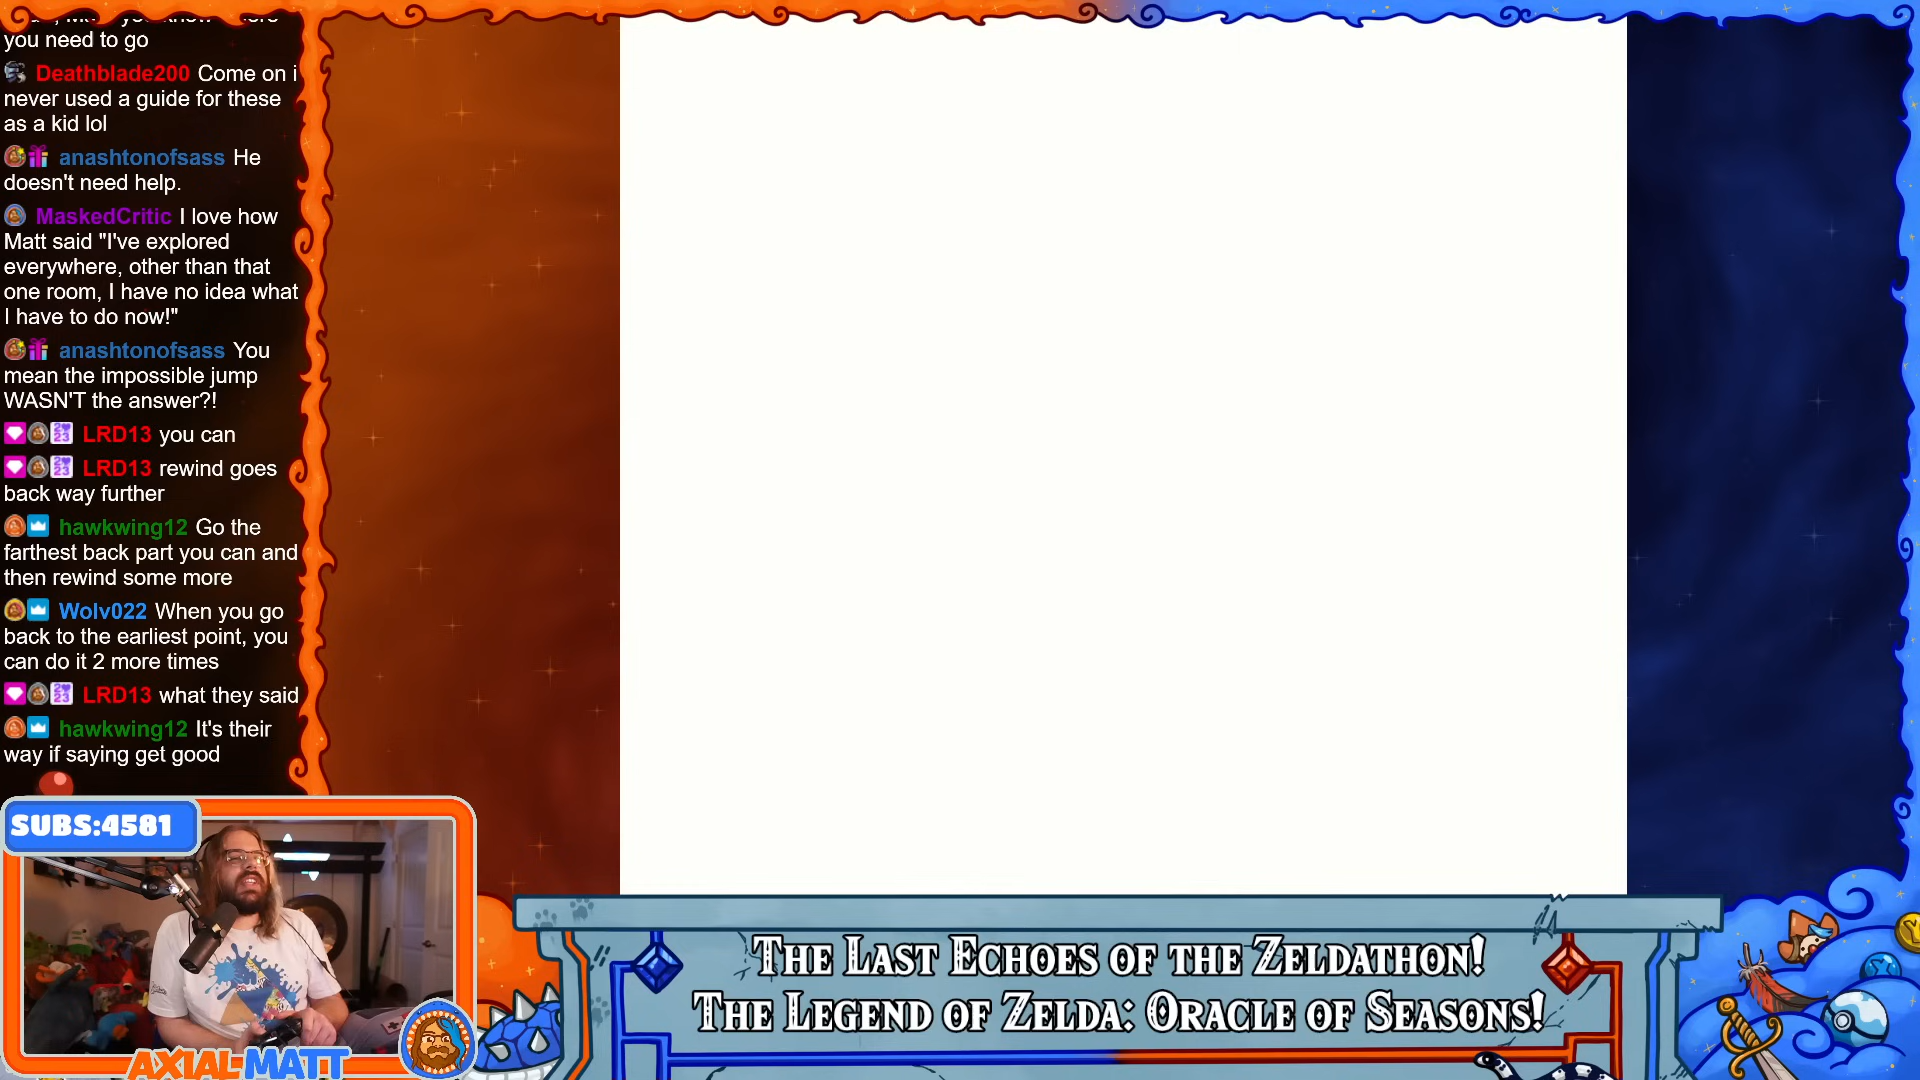 you need to go
Deathblade200 Come on i
never used a guide for these
as a kid lol
anashtonofsass He
doesn't need help.
MaskedCritic I love how
Matt said "I've explored
everywhere, other than that
one room, I have no idea what
I have to do now!"
anashtonofsass You
mean the impossible jump
WASN'T the answer?!
LRD13 you can
LRD13 rewind goes
back way further
hawkwing12 Go the
farthest back part you can and
then rewind some more
Wolv022 When you go
back to the earliest point, you
can do it 2 more times
LRD13 what they said
hawkwing12 It's their
way if saying get good
SUBS:4581
AXIALMATT
The Last Echoes of the Zeldathon!
The Legend of Zelda: Oracle of Seasons!